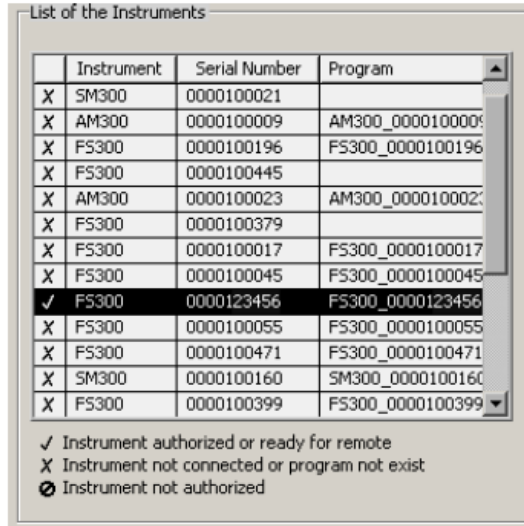 List of the Instruments
Instrument Serial Number Program
X SM300 0000100021
X AM300 0000100009 AM300_0000100009
X FS300 0000100196 FS300_0000100196
X FS300 0000100445
X AM300 0000100023 AM300_0000100023
X FS300 0000100379
X FS300 0000100017 FS300_0000100017
X FS300 0000100045 FS300_0000100045
✓ FS300 0000123456 FS300_0000123456
X FS300 0000100055 FS300_0000100055
X FS300 0000100471 FS300_0000100471
X SM300 0000100160 SM300_0000100160
X FS300 0000100399 FS300_0000100399
✓ Instrument authorized or ready for remote
X Instrument not connected or program not exist
Instrument not authorized